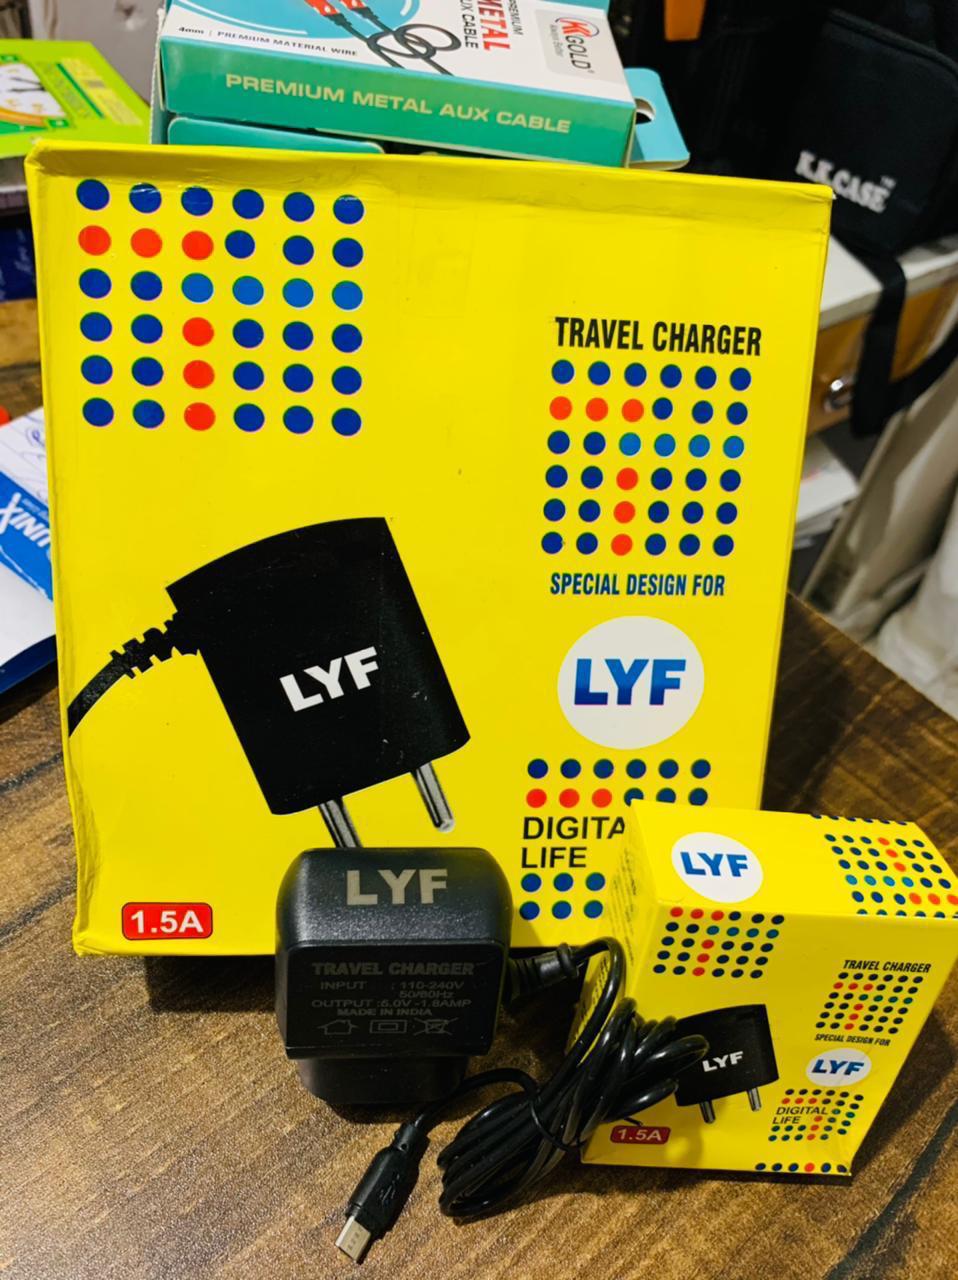 4mm | PREMIUM MATERIAL WIRE
PREMIUM
METAL
AUX CABLE
KGOLD
PREMIUM METAL AUX CABLE
K.K.CASE
TRAVEL CHARGER
SPECIAL DESIGN FOR
LYF
LYF
DIGITA
LIFE
1.5A
LYF
TRAVEL CHARGER
INPUT : 110-240V
50/60Hz
OUTPUT :5.0V -1.8AMP
MADE IN INDIA
LYF
TRAVEL CHARGER
SPECIAL DESIGN FOR
LYF
LYF
DIGITAL
LIFE
1.5A